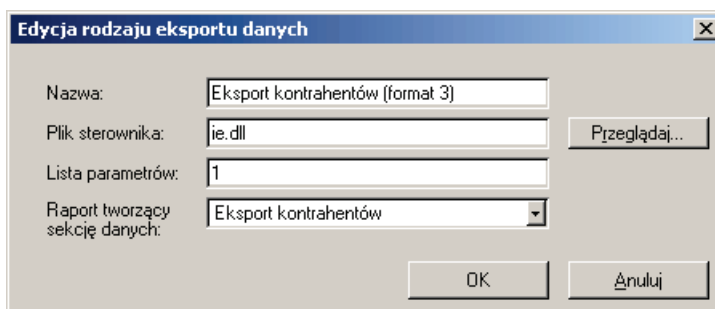 Edycja rodzaju eksportu danych
Nazwa: Eksport kontrahentów (format 3)
Plik sterownika: ie.dll Przeglądaj...
Lista parametrów: 1
Raport tworzący
sekcję danych: Eksport kontrahentów
OK Anuluj